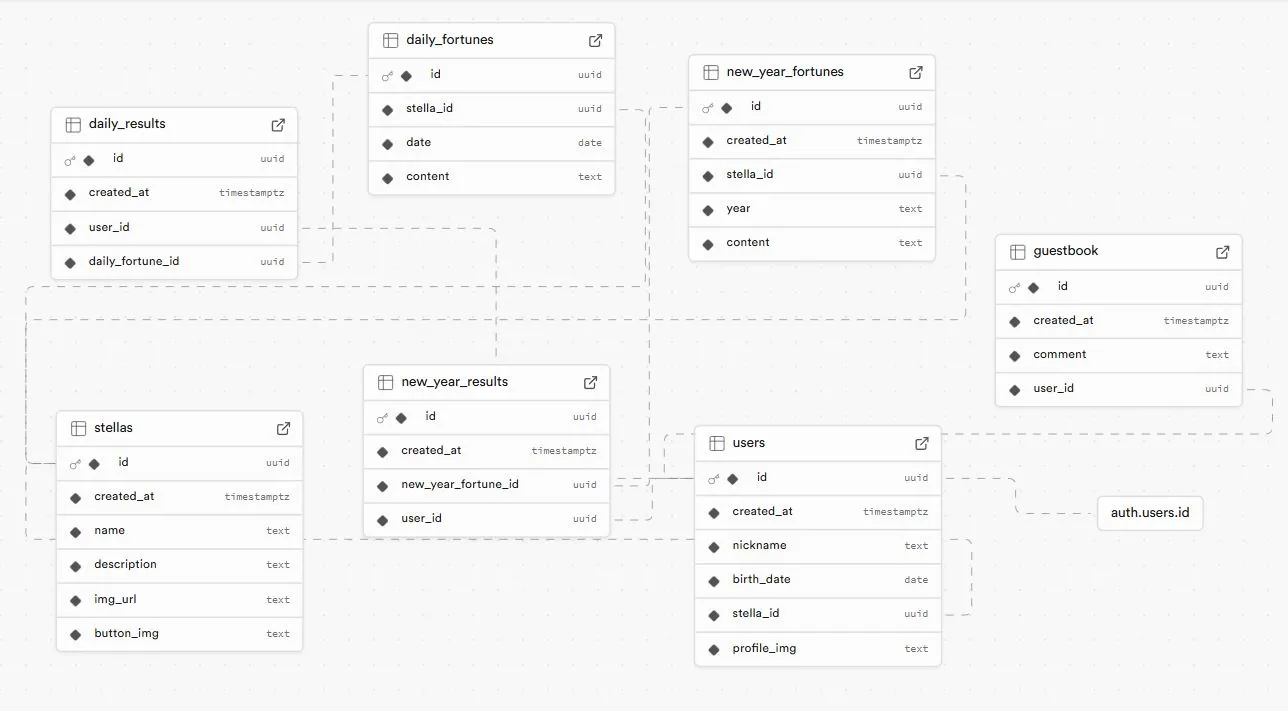 daily_fortunes
id uuid
stella_id uuid
date date
content text
new_year_fortunes
id uuid
created_at timestamptz
stella_id uuid
year text
content text
daily_results
id uuid
created_at timestamptz
user_id uuid
daily_fortune_id uuid
guestbook
id uuid
created_at timestamptz
comment text
user_id uuid
new_year_results
id uuid
created_at timestamptz
new_year_fortune_id uuid
user_id uuid
stellas
id uuid
created_at timestamptz
name text
description text
img_url text
button_img text
users
id uuid
created_at timestamptz
nickname text
birth_date date
stella_id uuid
profile_img text
auth.users.id